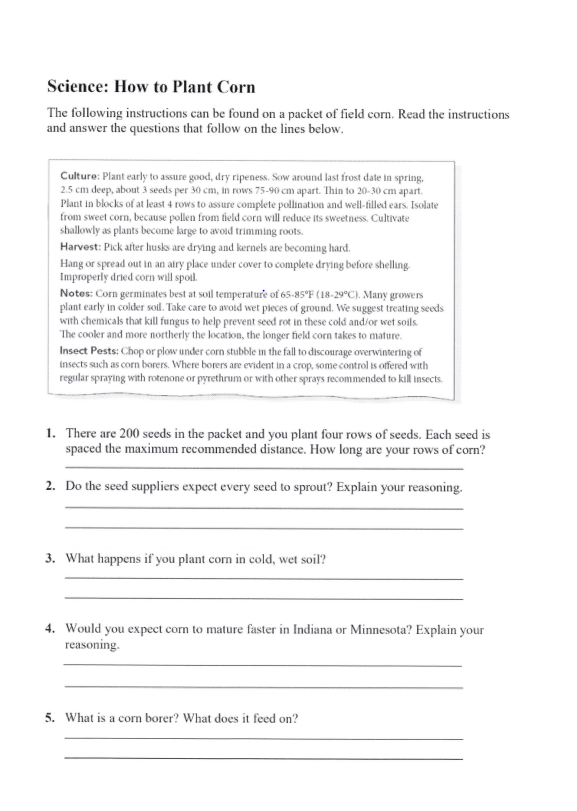 Science: How to Plant Corn
The following instructions can be found on a packet of field corn. Read the instructions
and answer the questions that follow on the lines below.
Culture: Plant early to assure good, dry ripeness. Sow around last frost date in spring,
2.5 cm deep, about 3 seeds per 30 cm, in rows 75-90 cm apart. Thin to 20-30 cm apart.
Plant in blocks of at least 4 rows to assure complete pollination and well-filled ears. Isolate
from sweet corn, because pollen from field corn will reduce its sweetness. Cultivate
shallowly as plants become large to avoid trimming roots.
Harvest: Pick after husks are drying and kernels are becoming hard.
Hang or spread out in an airy place under cover to complete drying before shelling.
Improperly dried corn will spoil.
Notes: Corn germinates best at soil temperature of 65-85°F (18-29°C). Many growers
plant early in colder soil. Take care to avoid wet pieces of ground. We suggest treating seeds
with chemicals that kill fungus to help prevent seed rot in these cold and/or wet soils.
The cooler and more northerly the location, the longer field corn takes to mature.
Insect Pests: Chop or plow under corn stubble in the fall to discourage overwintering of
insects such as corn borers. Where borers are evident in a crop, some control is offered with
regular spraying with rotenone or pyrethrum or with other sprays recommended to kill insects.
1. There are 200 seeds in the packet and you plant four rows of seeds. Each seed is
spaced the maximum recommended distance. How long are your rows of corn?
2. Do the seed suppliers expect every seed to sprout? Explain your reasoning.
3. What happens if you plant corn in cold, wet soil?
4. Would you expect corn to mature faster in Indiana or Minnesota? Explain your
reasoning.
5. What is a corn borer? What does it feed on?